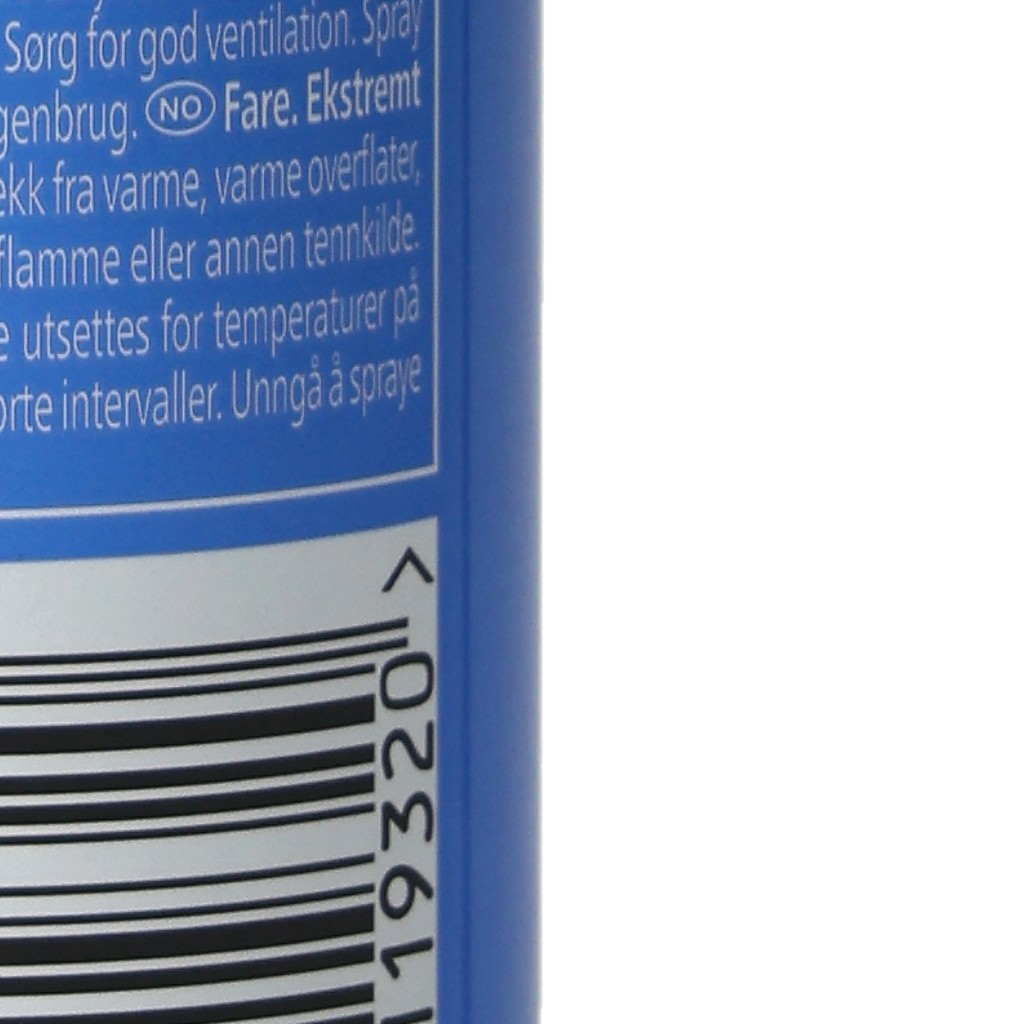 Sørg for god ventilation. Spray
genbrug. NO Fare. Ekstremt
ekk fra varme, varme overflater,
flamme eller annen tennkilde.
e utsettes for temperaturer på
orte intervaller. Unngå å spraye
19320 >